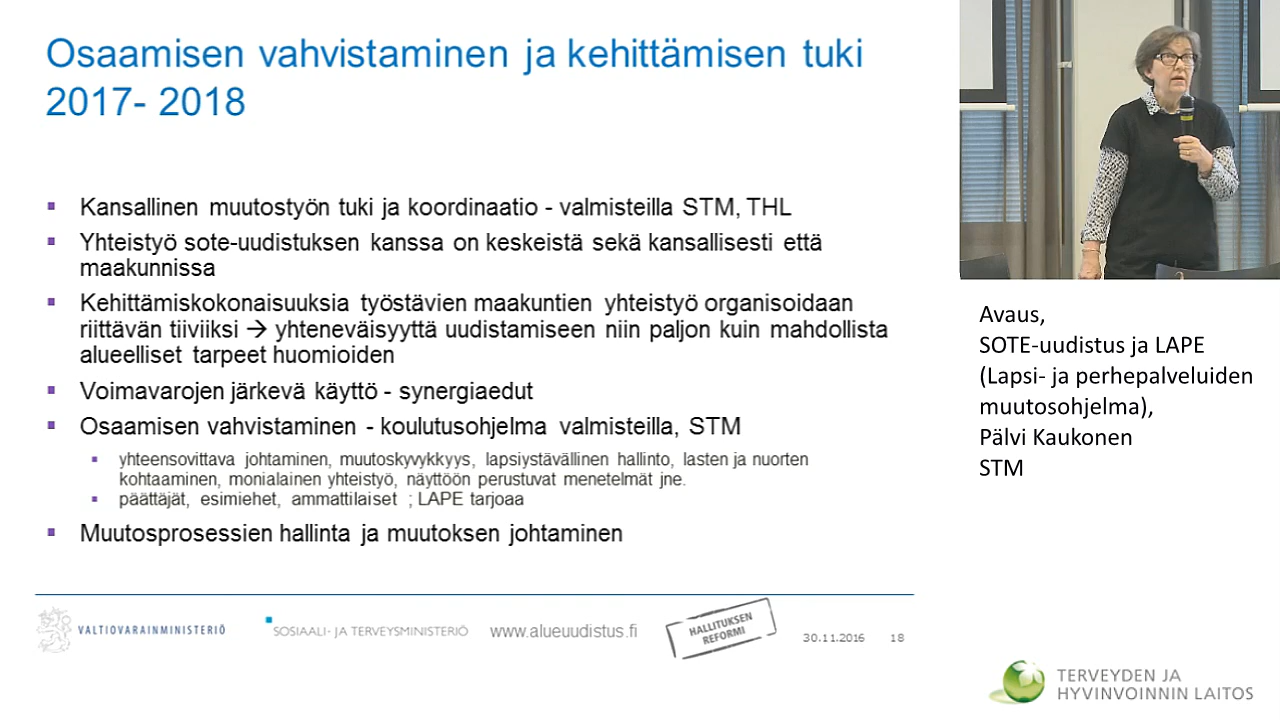 Osaamisen vahvistaminen ja kehittämisen tuki
2017- 2018
▪ Kansallinen muutostyön tuki ja koordinaatio - valmisteilla STM, THL
▪ Yhteistyö sote-uudistuksen kanssa on keskeistä sekä kansallisesti että
maakunnissa
▪ Kehittämiskokonaisuuksia työstävien maakuntien yhteistyö organisoidaan
riittävän tiiviiksi → yhteneväisyyttä uudistamiseen niin paljon kuin mahdollista
alueelliset tarpeet huomioiden
▪ Voimavarojen järkevä käyttö - synergiaedut
▪ Osaamisen vahvistaminen - koulutusohjelma valmisteilla, STM
▪ yhteensovittava johtaminen, muutoskyvykkyys, lapsiystävällinen hallinto, lasten ja nuorten
kohtaaminen, monialainen yhteistyö, näyttöön perustuvat menetelmät jne.
▪ päättäjät, esimiehet, ammattilaiset ; LAPE tarjoaa
▪ Muutosprosessien hallinta ja muutoksen johtaminen
VALTIOVARAINMINISTERIÖ
SOSIAALI- JA TERVEYSMINISTERIÖ
www.alueuudistus.fi
HALLITUKSEN
REFORMI
30.11.2016 18
Avaus,
SOTE-uudistus ja LAPE
(Lapsi- ja perhepalveluiden
muutosohjelma),
Pälvi Kaukonen
STM
TERVEYDEN JA
HYVINVOINNIN LAITOS